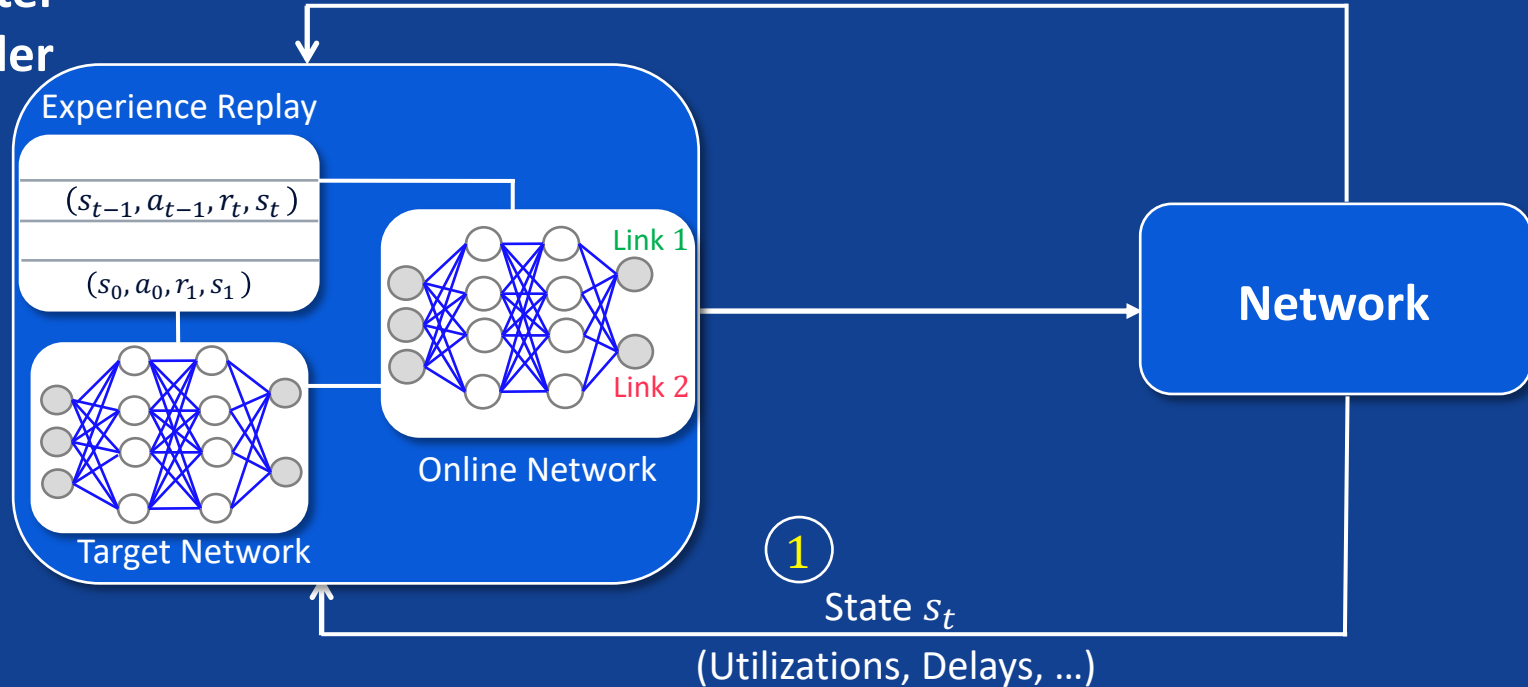 Experience Replay
(s_{t−1}, a_{t−1}, r_t, s_t )
(s_0, a_0, r_1, s_1 )
Link 1
Link 2
Online Network
Target Network
Network
1
State s_t
(Utilizations, Delays, …)